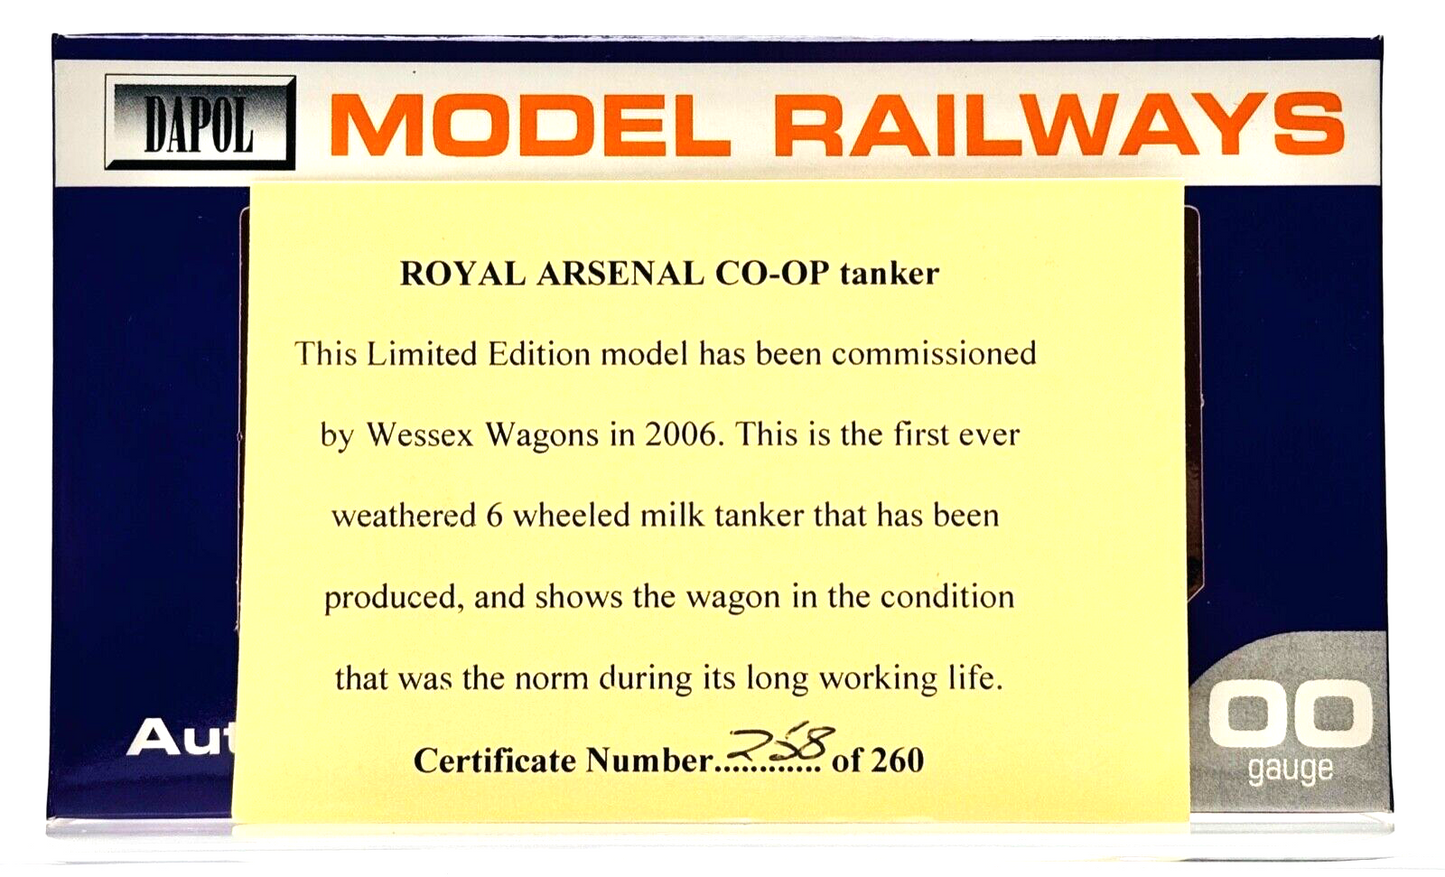 DAPOL
MODEL RAILWAYS
ROYAL ARSENAL CO-OP tanker
This Limited Edition model has been commissioned
by Wessex Wagons in 2006. This is the first ever
weathered 6 wheeled milk tanker that has been
produced, and shows the wagon in the condition
that was the norm during its long working life.
Certificate Number..258..of 260
Aut
OO
gauge